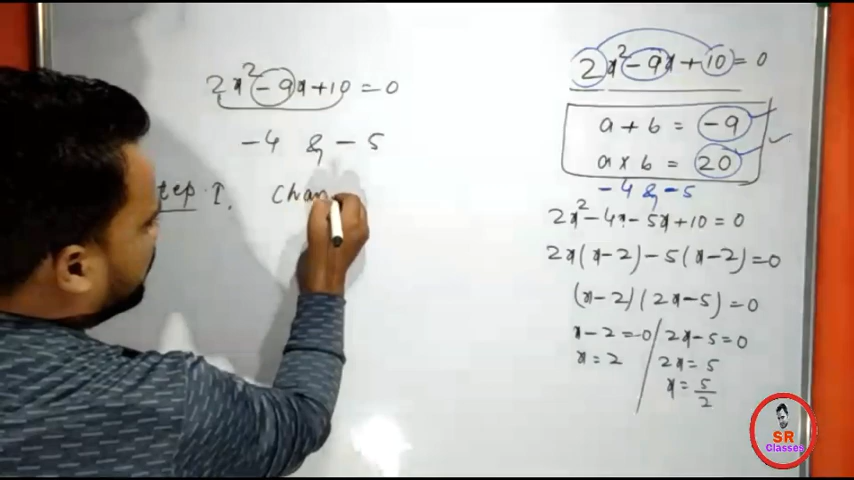 2x² - 9x + 10 = 0
-4 & -5
tep I. Chan
2x² - 9x + 10 = 0
a + b = -9
a × b = 20
-4 & -5
2x² - 4x - 5x + 10 = 0
2x(x-2) - 5(x-2) = 0
(x-2)(2x-5) = 0
x-2=0 / 2x-5=0
x=2 2x=5
x=5/2
SR
Classes